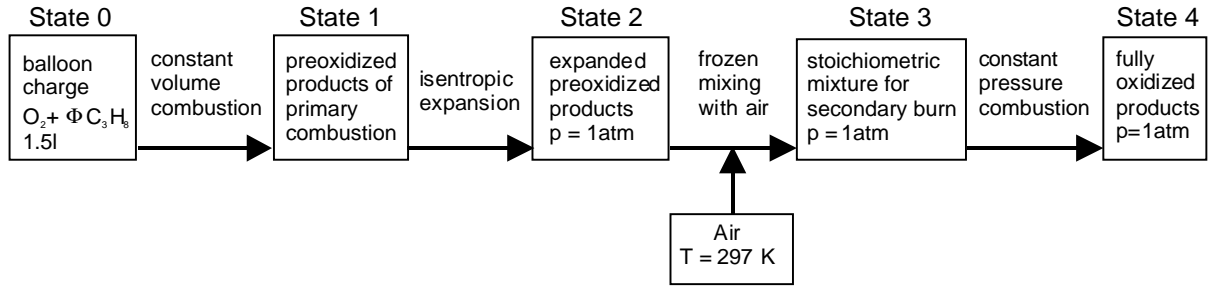 State 0
balloon
charge
O₂+ ΦC₃H₈
1.5l
constant
volume
combustion
State 1
preoxidized
products of
primary
combustion
isentropic
expansion
State 2
expanded
preoxidized
products
p = 1atm
frozen
mixing
with air
Air
T = 297 K
State 3
stoichiometric
mixture for
secondary burn
p = 1atm
constant
pressure
combustion
State 4
fully
oxidized
products
p=1atm